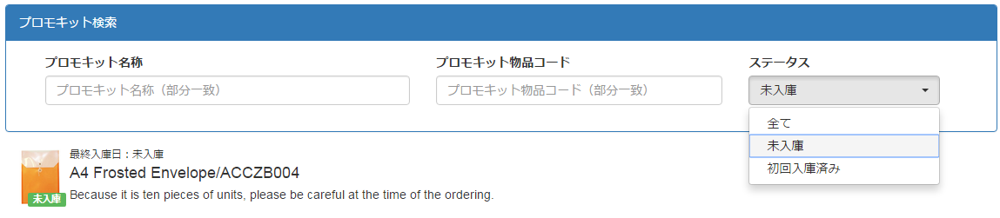 プロモキット検索
プロモキット名称 プロモキット物品コード ステータス
プロモキット名称（部分一致） プロモキット物品コード（部分一致） 未入庫
全て
未入庫
初回入庫済み
最終入庫日：未入庫
A4 Frosted Envelope/ACCZB004
未入庫 Because it is ten pieces of units, please be careful at the time of the ordering.